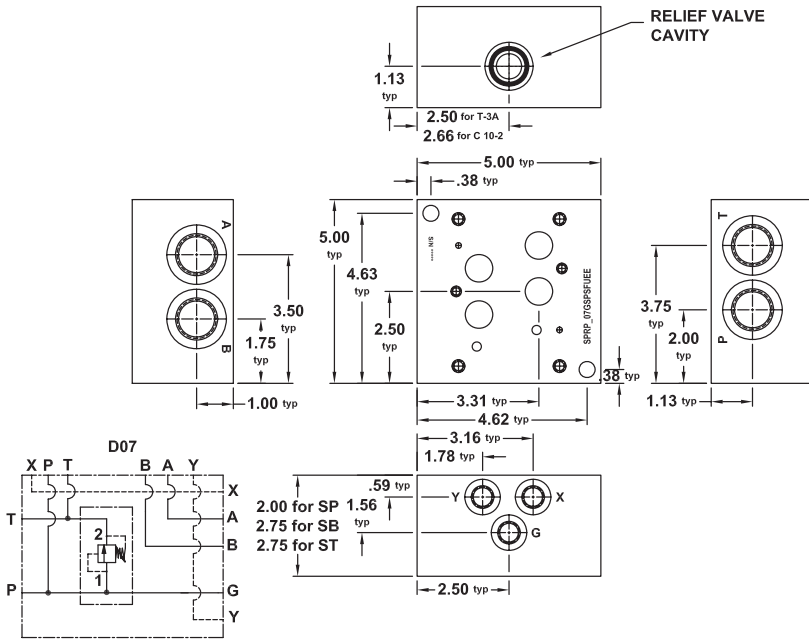 RELIEF VALVE
CAVITY
1.13
typ
2.50 for T-3A
2.66 for C 10-2
5.00 typ
.38 typ
A
B
3.50
typ
1.75
typ
1.00 typ
5.00
typ
4.63
typ
2.50
typ
S/N -----
SPRP_07GSPSFUEE
.38 typ
3.31 typ
4.62 typ
T
P
3.75
typ
2.00
typ
1.13 typ
3.16 typ
1.78 typ
.59 typ
1.56
typ
2.00 for SP
2.75 for SB
2.75 for ST
Y
X
G
2.50 typ
D07
X P T B A Y
X
T
A
2
B
1
P
G
Y